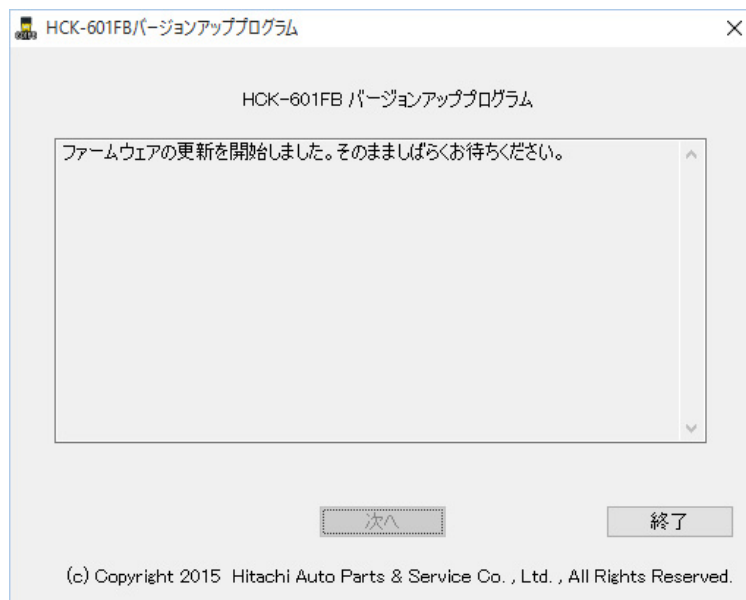 HCK-601FBバージョンアッププログラム
HCK-601FB バージョンアッププログラム
ファームウェアの更新を開始しました。そのまましばらくお待ちください。
次へ
終了
(c) Copyright 2015 Hitachi Auto Parts & Service Co. , Ltd. , All Rights Reserved.